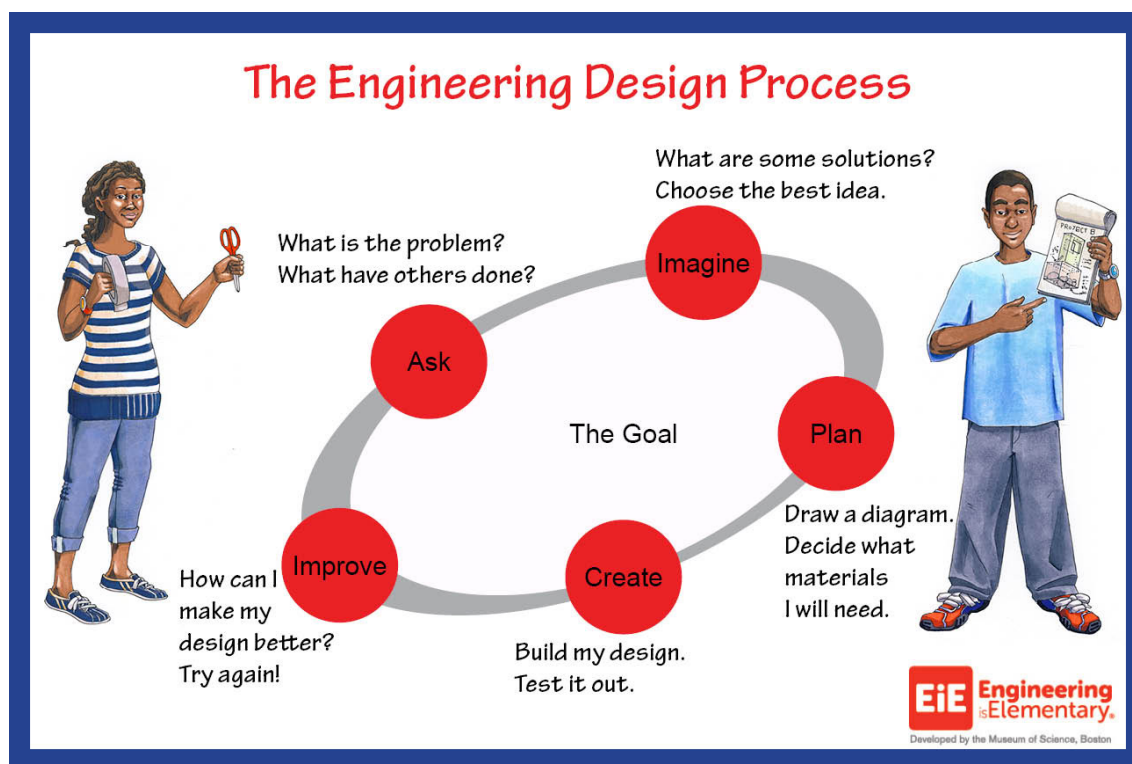 The Engineering Design Process
What are some solutions?
Choose the best idea.
What is the problem?
What have others done?
Imagine
Ask
The Goal
Plan
Draw a diagram.
Decide what
materials
I will need.
Improve
Create
How can I
make my
design better?
Try again!
Build my design.
Test it out.
PROJECT B
EiE
Engineering
is Elementary.
Developed by the Museum of Science, Boston